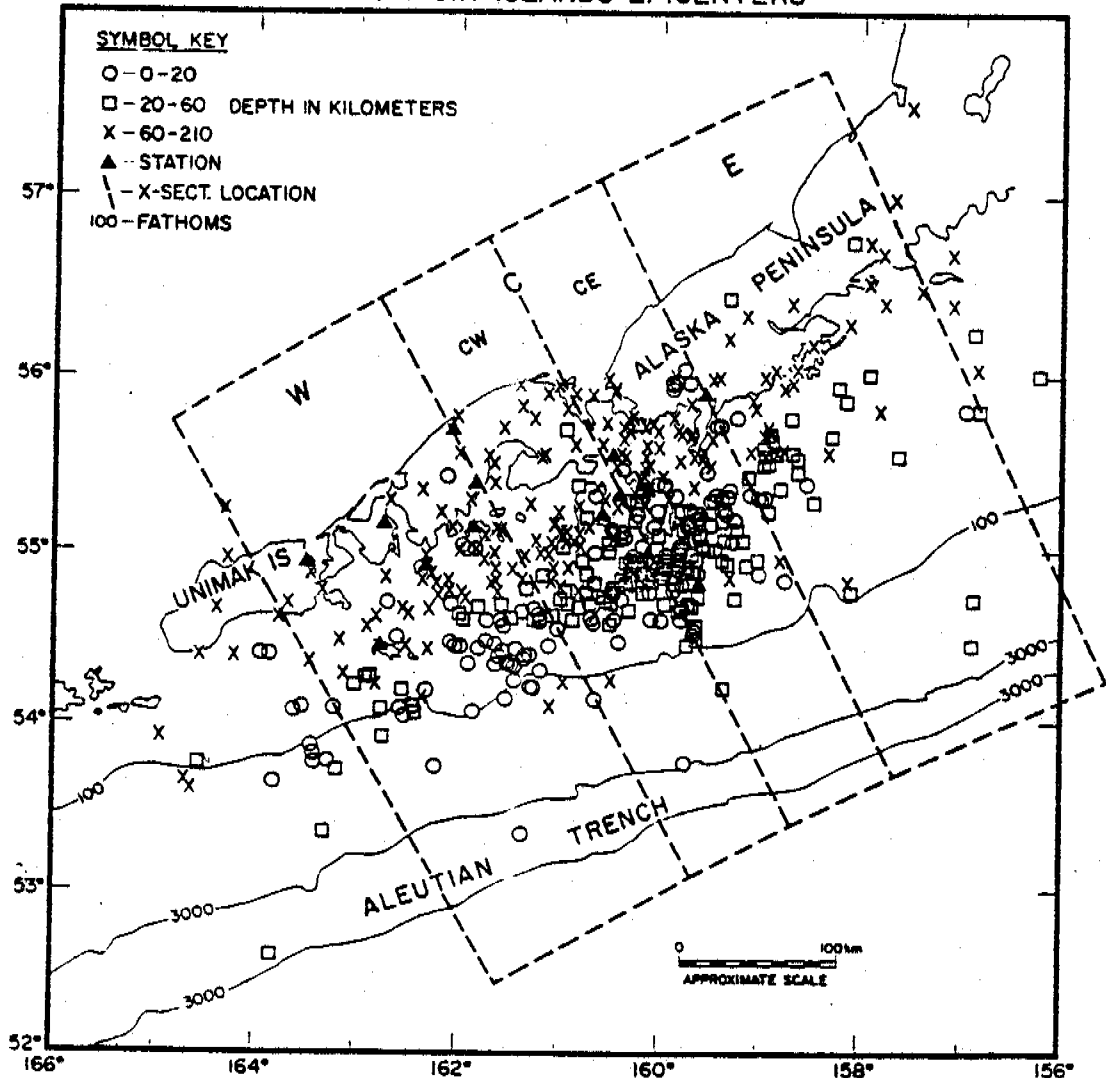 ISLANDS EPICENTERS
SYMBOL KEY
O-0-20
□-20-60 DEPTH IN KILOMETERS
X-60-210
▲--STATION
\-X-SECT. LOCATION
100-FATHOMS
E
C
CE
CW
W
ALASKA PENINSULA
UNIMAK IS
100
3000
3000
100
ALEUTIAN TRENCH
3000
3000
0 100km
APPROXIMATE SCALE
57°
56°
55°
54°
53°
52°
166° 164° 162° 160° 158° 156°